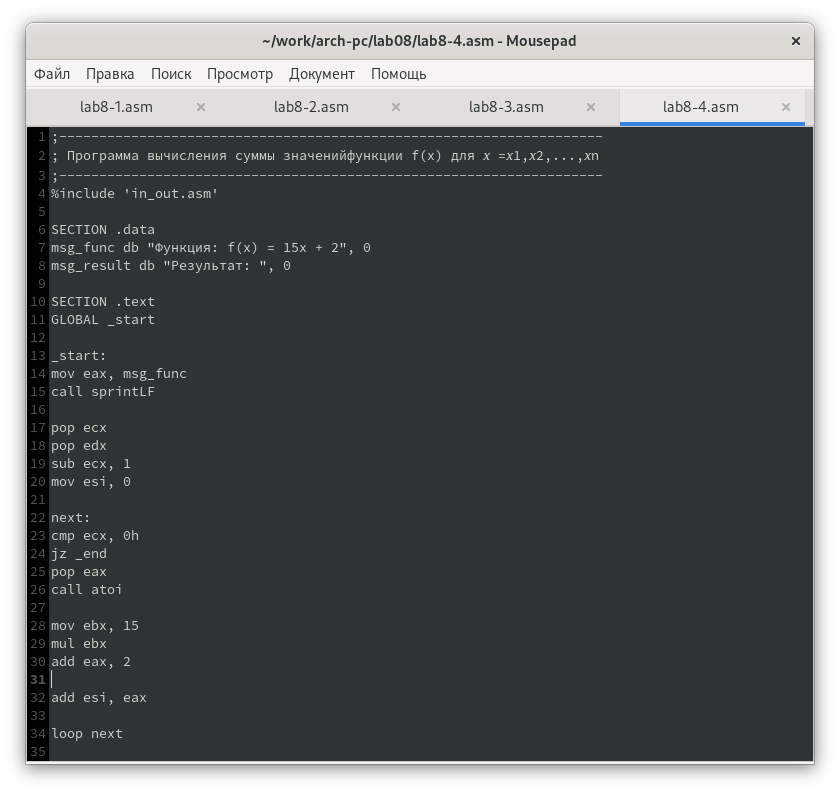 ~/work/arch-pc/lab08/lab8-4.asm - Mousepad ×
Файл Правка Поиск Просмотр Документ Помощь
lab8-1.asm × lab8-2.asm × lab8-3.asm × lab8-4.asm ×
1 ;--------------------------------------------------------------------
2 ; Программа вычисления суммы значенийфункции f(x) для 𝑥 =𝑥1,𝑥2,...,𝑥n
3 ;--------------------------------------------------------------------
4 %include 'in_out.asm'
5
6 SECTION .data
7 msg_func db "Функция: f(x) = 15x + 2", 0
8 msg_result db "Результат: ", 0
9
10 SECTION .text
11 GLOBAL _start
12
13 _start:
14 mov eax, msg_func
15 call sprintLF
16
17 pop ecx
18 pop edx
19 sub ecx, 1
20 mov esi, 0
21
22 next:
23 cmp ecx, 0h
24 jz _end
25 pop eax
26 call atoi
27
28 mov ebx, 15
29 mul ebx
30 add eax, 2
31
32 add esi, eax
33
34 loop next
35